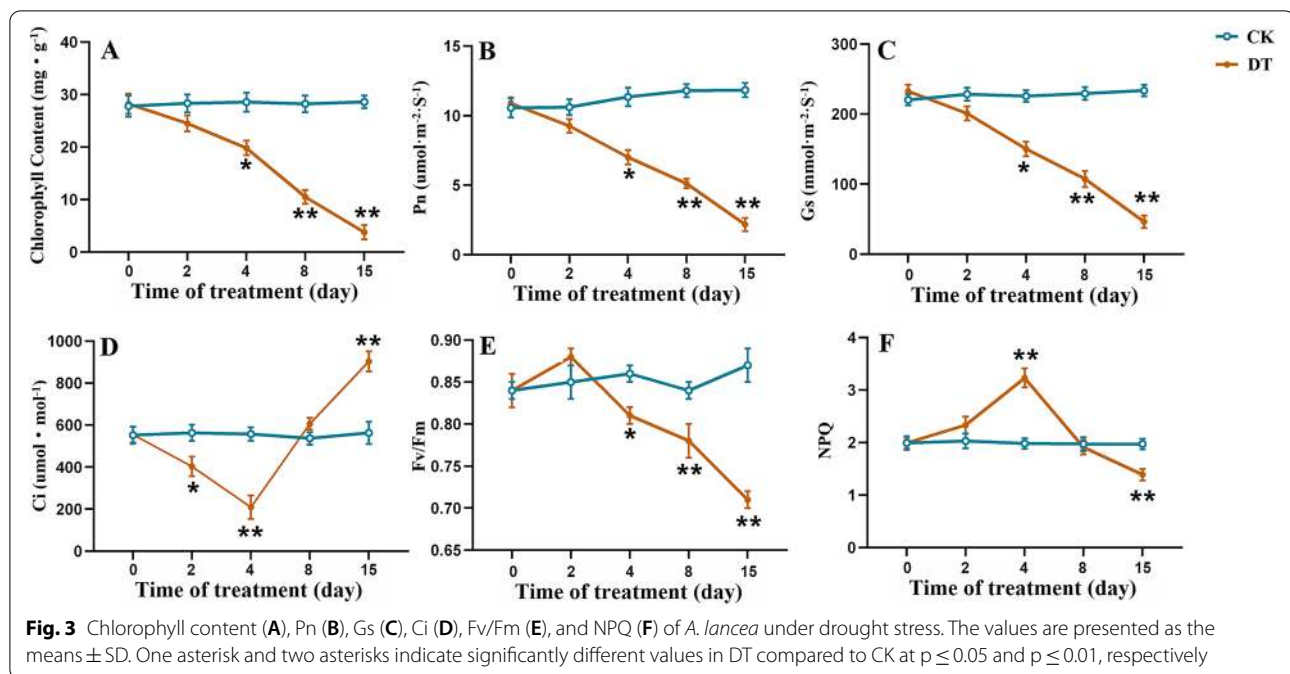 A
Chlorophyll Content (mg • g⁻¹)
40
30
20
10
0
*
**
**
0 2 4 8 15
Time of treatment (day)
B
Pn (umol·m⁻²·S⁻¹)
15
10
5
0
*
**
**
0 2 4 8 15
Time of treatment (day)
C
Gs (mmol·m⁻²·S⁻¹)
300
200
100
0
*
**
**
0 2 4 8 15
Time of treatment (day)
CK
DT
D
Ci (umol • mol⁻¹)
1000
800
600
400
200
0
*
**
**
0 2 4 8 15
Time of treatment (day)
E
Fv/Fm
0.90
0.85
0.80
0.75
0.70
0.65
*
**
**
0 2 4 8 15
Time of treatment (day)
F
NPQ
4
3
2
1
0
**
**
0 2 4 8 15
Time of treatment (day)
Fig. 3 Chlorophyll content (A), Pn (B), Gs (C), Ci (D), Fv/Fm (E), and NPQ (F) of A. lancea under drought stress. The values are presented as the
means ± SD. One asterisk and two asterisks indicate significantly different values in DT compared to CK at p ≤ 0.05 and p ≤ 0.01, respectively